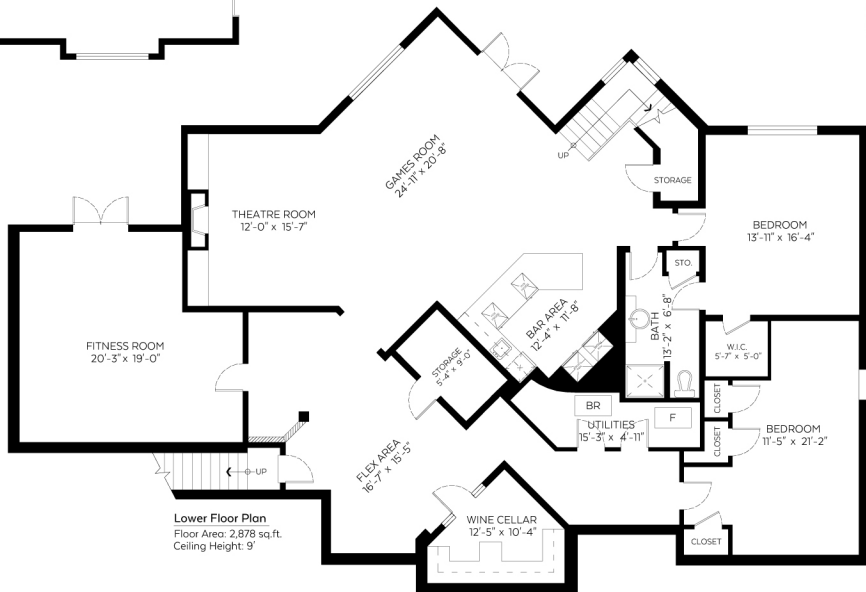 GAMES ROOM
24'-11" x 20'-8"
UP
STORAGE
THEATRE ROOM
12'-0" x 15'-7"
BEDROOM
13'-11" x 16'-4"
STO.
BAR AREA
12'-4" x 11'-8"
BATH
13'-2" x 6'-8"
FITNESS ROOM
20'-3" x 19'-0"
STORAGE
5'-4" x 9'-0"
W.I.C.
5'-7" x 5'-0"
CLOSET
BR
F
UTILITIES
15'-3" x 4'-11"
CLOSET
BEDROOM
11'-5" x 21'-2"
FLEX AREA
16'-7" x 15'-5"
UP
WINE CELLAR
12'-5" x 10'-4"
CLOSET
Lower Floor Plan
Floor Area: 2,878 sq.ft.
Ceiling Height: 9'